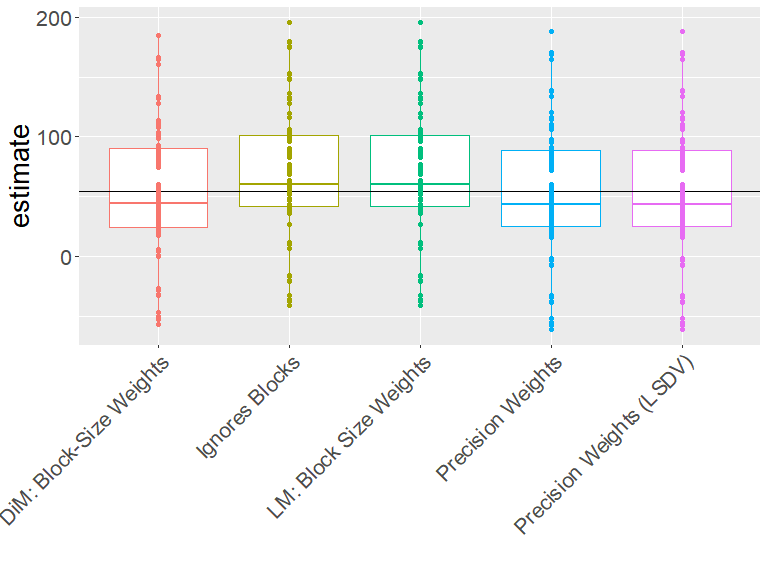 200
100
0
estimate
DiM: Block-Size Weights
Ignores Blocks
LM: Block Size Weights
Precision Weights
Precision Weights (LSDV)